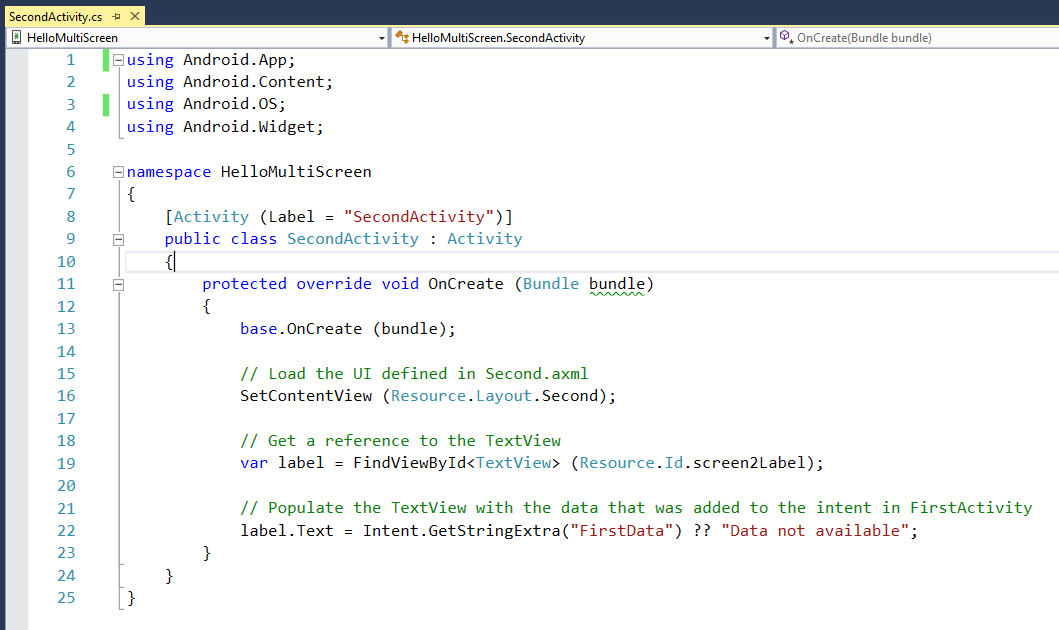 SecondActivity.cs
HelloMultiScreen HelloMultiScreen.SecondActivity OnCreate(Bundle bundle)
1 using Android.App;
2 using Android.Content;
3 using Android.OS;
4 using Android.Widget;
5
6 namespace HelloMultiScreen
7 {
8     [Activity (Label = "SecondActivity")]
9     public class SecondActivity : Activity
10     {
11         protected override void OnCreate (Bundle bundle)
12         {
13             base.OnCreate (bundle);
14
15             // Load the UI defined in Second.axml
16             SetContentView (Resource.Layout.Second);
17
18             // Get a reference to the TextView
19             var label = FindViewById<TextView> (Resource.Id.screen2Label);
20
21             // Populate the TextView with the data that was added to the intent in FirstActivity
22             label.Text = Intent.GetStringExtra("FirstData") ?? "Data not available";
23         }
24     }
25 }